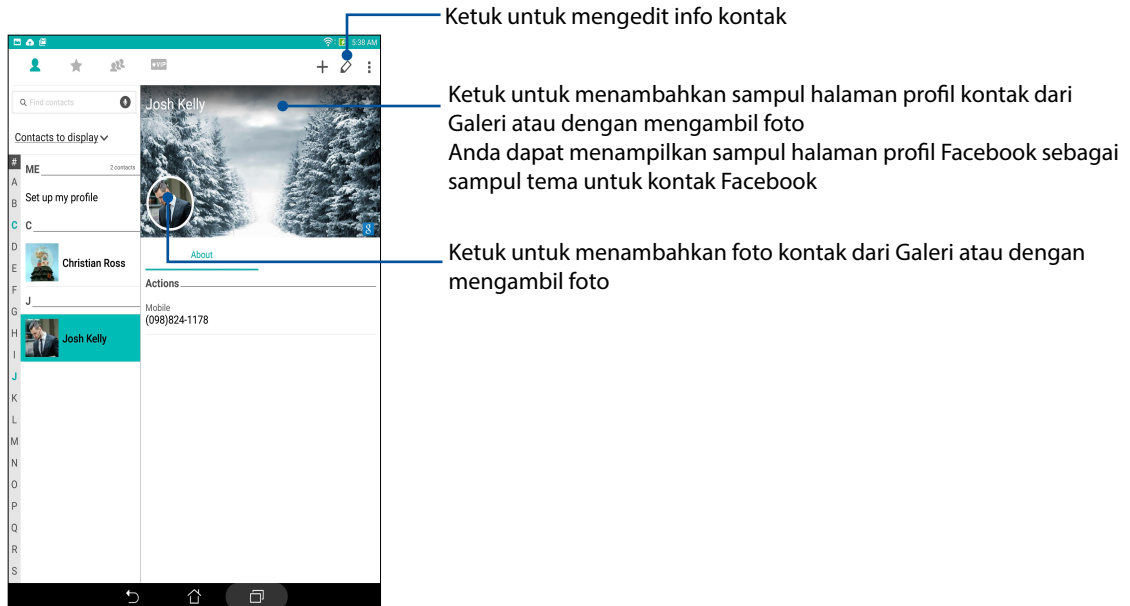 Ketuk untuk mengedit info kontak
5:38 AM
VIP
Find contacts
Josh Kelly
Ketuk untuk menambahkan sampul halaman profil kontak dari
Galeri atau dengan mengambil foto
Anda dapat menampilkan sampul halaman profil Facebook sebagai
sampul tema untuk kontak Facebook
Contacts to display
#
ME
2 contacts
A
B
Set up my profile
C
C
8
D
E
Christian Ross
About
Ketuk untuk menambahkan foto kontak dari Galeri atau dengan
mengambil foto
F
Actions
J
G
Mobile
(098)824-1178
H
Josh Kelly
I
J
K
L
M
N
O
P
Q
R
S